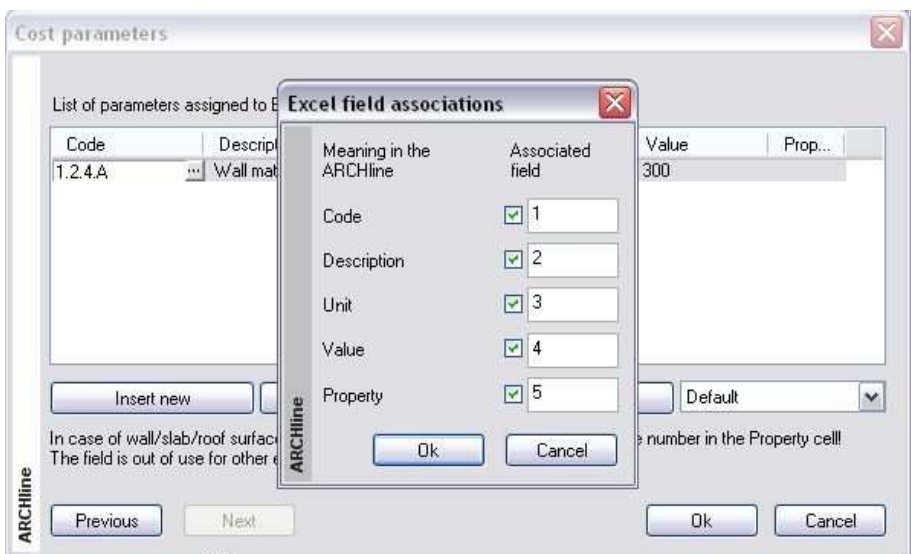 Cost parameters
List of parameters assigned to E
Code Descript Value Prop...
1.2.4.A ... Wall mat 300
Excel field associations
Meaning in the Associated
ARCHline field
Code 1
Description 2
Unit 3
Value 4
Property 5
Ok Cancel
ARCHline
Insert new Default
In case of wall/slab/roof surface e number in the Property cell!
The field is out of use for other e
Previous Next Ok Cancel
ARCHline